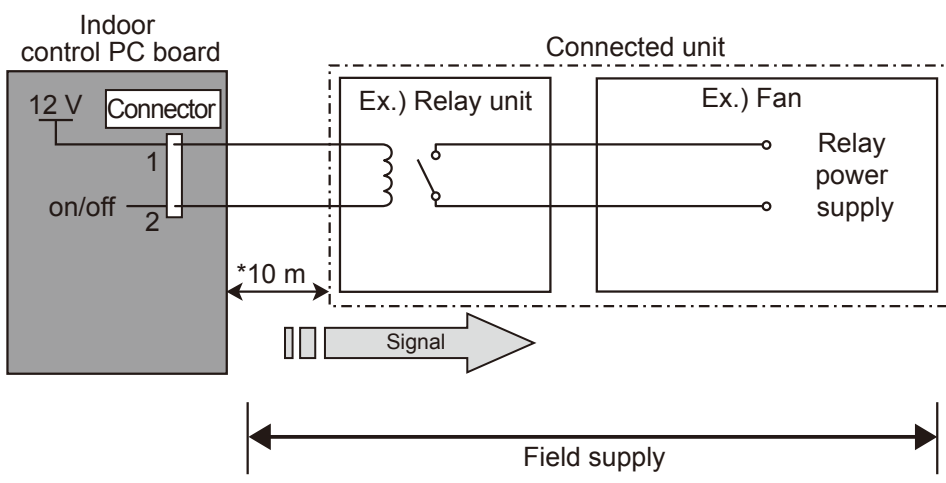 Indoor
control PC board
Connected unit
12 V
Connector
1
on/off
2
Ex.) Relay unit
Ex.) Fan
Relay
power
supply
*10 m
Signal
Field supply